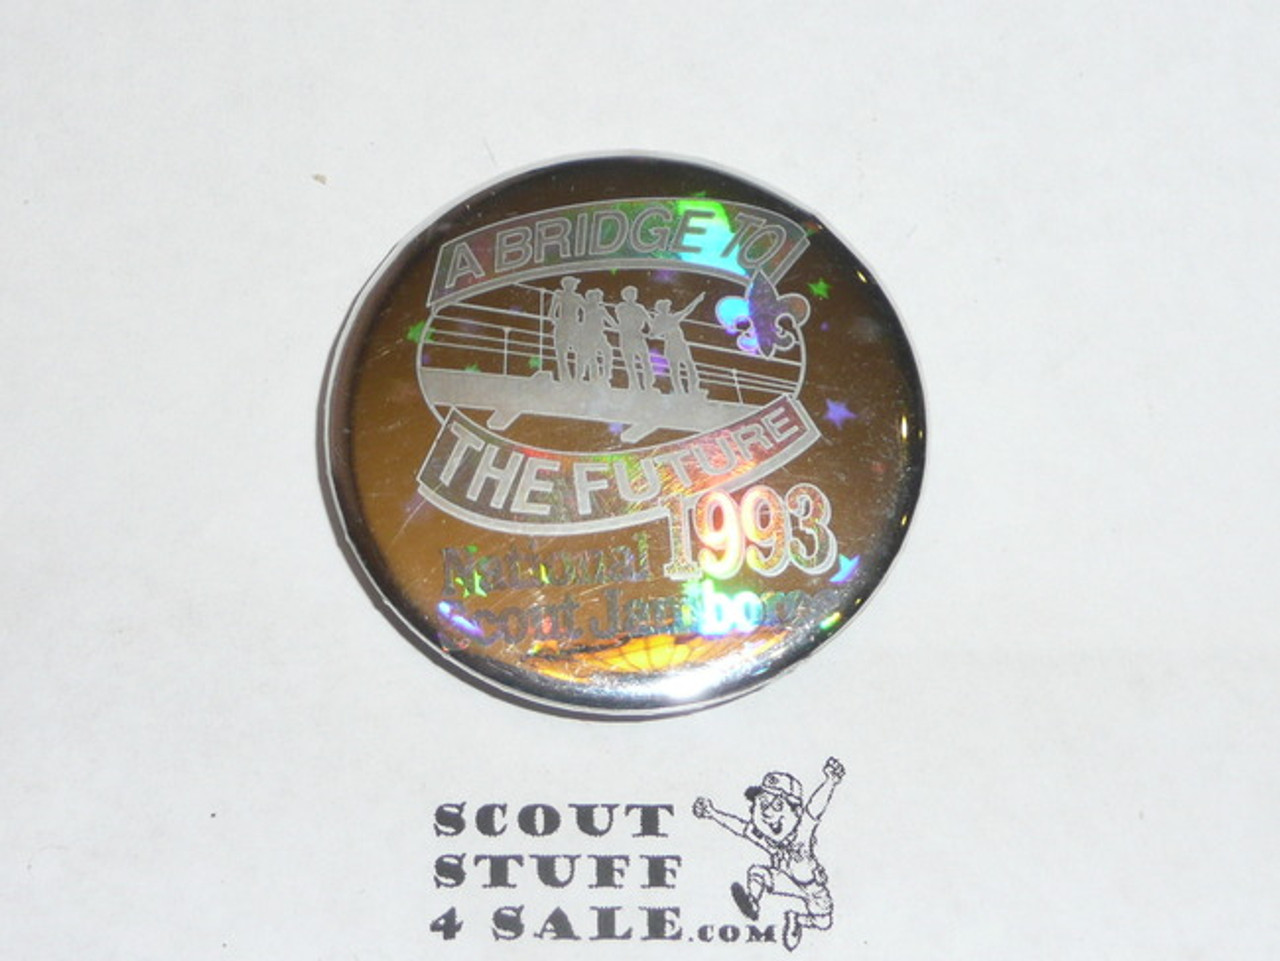 A BRIDGE TO
THE FUTURE
1993
National
Scout Jamboree
SCOUT
STUFF
4 SALE.COM